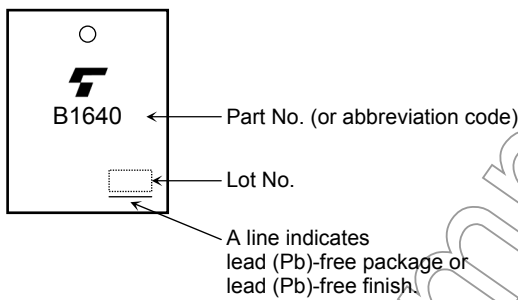 B1640
Part No. (or abbreviation code)
Lot No.
A line indicates
lead (Pb)-free package or
lead (Pb)-free finish.